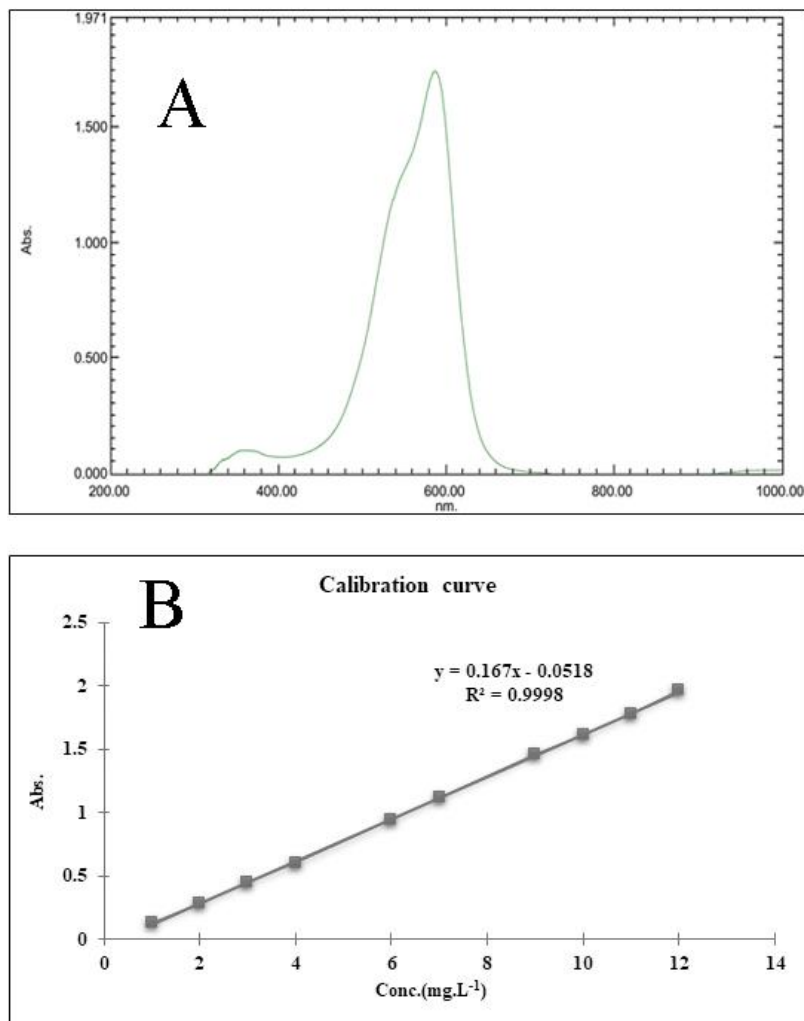 1.971
A
1.500
Abs.
1.000
0.500
0.000
200.00 400.00 600.00 800.00 1000.00
nm.
B
Calibration curve
2.5
y = 0.167x - 0.0518
2
R² = 0.9998
1.5
Abs.
1
0.5
0
0 2 4 6 8 10 12 14
Conc.(mg.L⁻¹)